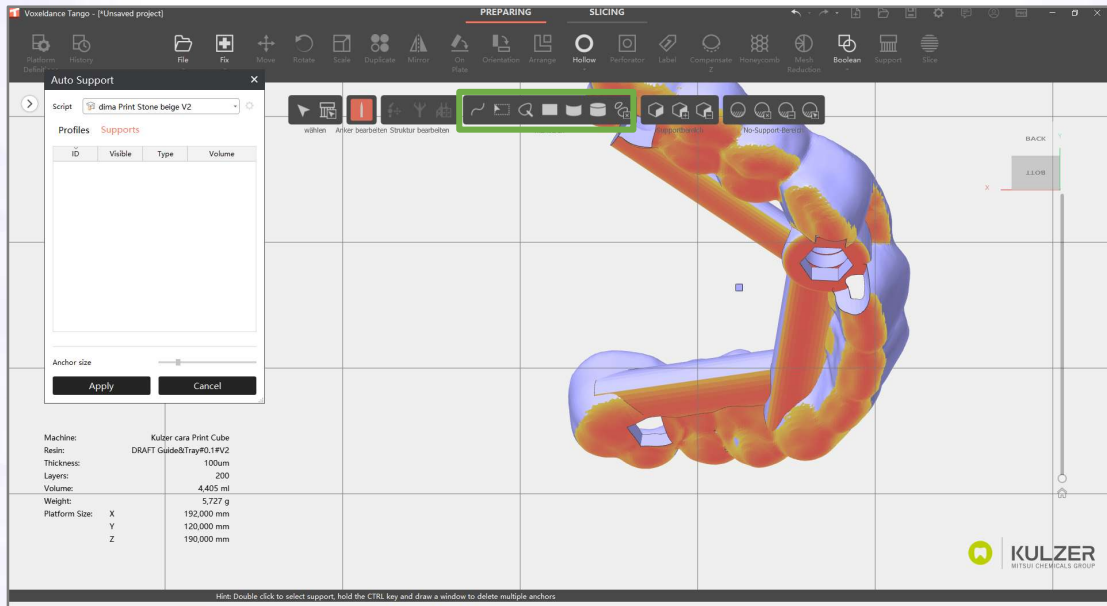 Voxeldance Tango - [*Unsaved project]
PREPARING SLICING
Platform Definition History File Fix Move Rotate Scale Duplicate Mirror On Plate Orientation Arrange Hollow Perforator Label Compensate Z Honeycomb Mesh Reduction Boolean Support Slice
Auto Support
Script dima Print Stone beige V2
Profiles Supports
ID Visible Type Volume
Anchor size
Apply Cancel
wählen Anker bearbeiten Struktur bearbeiten No-Support-Bereich
BACK
BOTT
X
Machine: Kulzer cara Print Cube
Resin: DRAFT Guide&Tray#0.1#V2
Thickness: 100um
Layers: 200
Volume: 4,405 ml
Weight: 5,727 g
Platform Size: X 192,000 mm
Y 120,000 mm
Z 190,000 mm
KULZER
MITSUI CHEMICALS GROUP
Hint: Double click to select support, hold the CTRL key and draw a window to delete multiple anchors